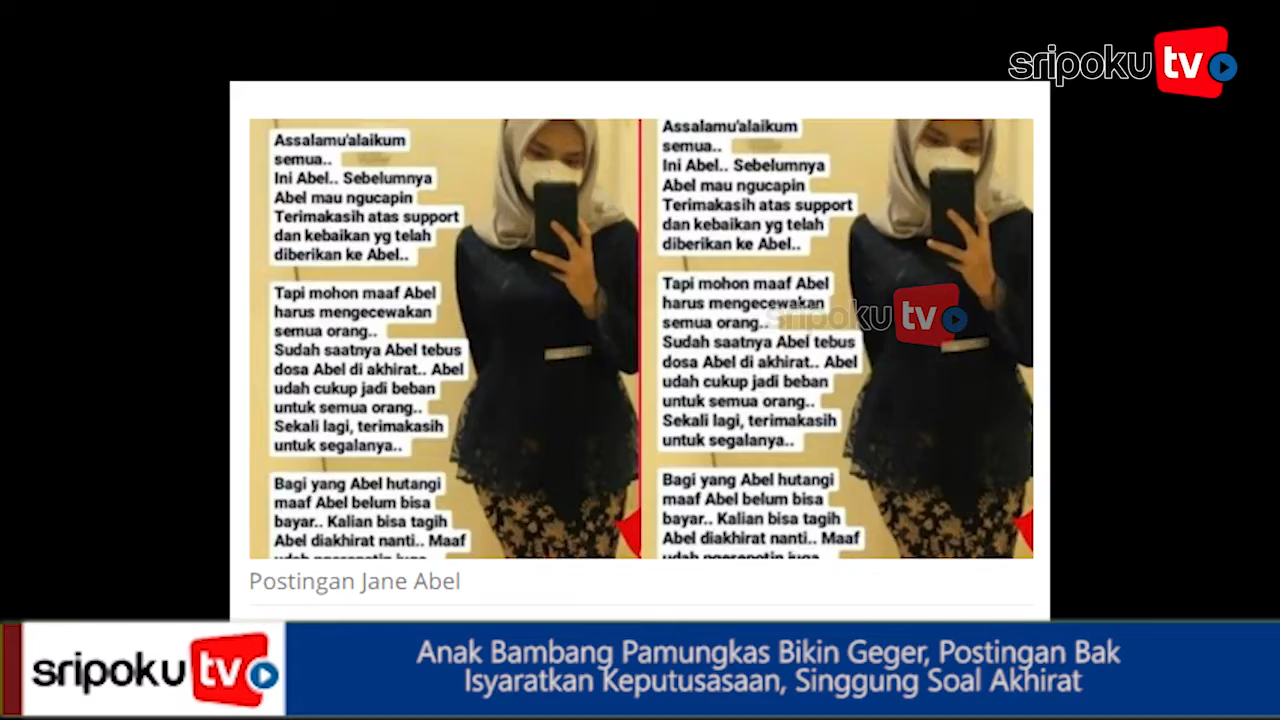 sripoku tv
Assalamu'alaikum
semua..
Ini Abel.. Sebelumnya
Abel mau ngucapin
Terimakasih atas support
dan kebaikan yg telah
diberikan ke Abel..
Tapi mohon maaf Abel
harus mengecewakan
semua orang..
Sudah saatnya Abel tebus
dosa Abel di akhirat.. Abel
udah cukup jadi beban
untuk semua orang..
Sekali lagi, terimakasih
untuk segalanya..
Bagi yang Abel hutangi
maaf Abel belum bisa
bayar.. Kalian bisa tagih
Abel diakhirat nanti.. Maaf
udah ngerepotin juga
Assalamu'alaikum
semua..
Ini Abel.. Sebelumnya
Abel mau ngucapin
Terimakasih atas support
dan kebaikan yg telah
diberikan ke Abel..
Tapi mohon maaf Abel
harus mengecewakan
semua orang..
Sudah saatnya Abel tebus
dosa Abel di akhirat.. Abel
udah cukup jadi beban
untuk semua orang..
Sekali lagi, terimakasih
untuk segalanya..
Bagi yang Abel hutangi
maaf Abel belum bisa
bayar.. Kalian bisa tagih
Abel diakhirat nanti.. Maaf
udah ngerepotin juga
sripoku tv
Postingan Jane Abel
sripoku tv
Anak Bambang Pamungkas Bikin Geger, Postingan Bak
Isyaratkan Keputusasaan, Singgung Soal Akhirat